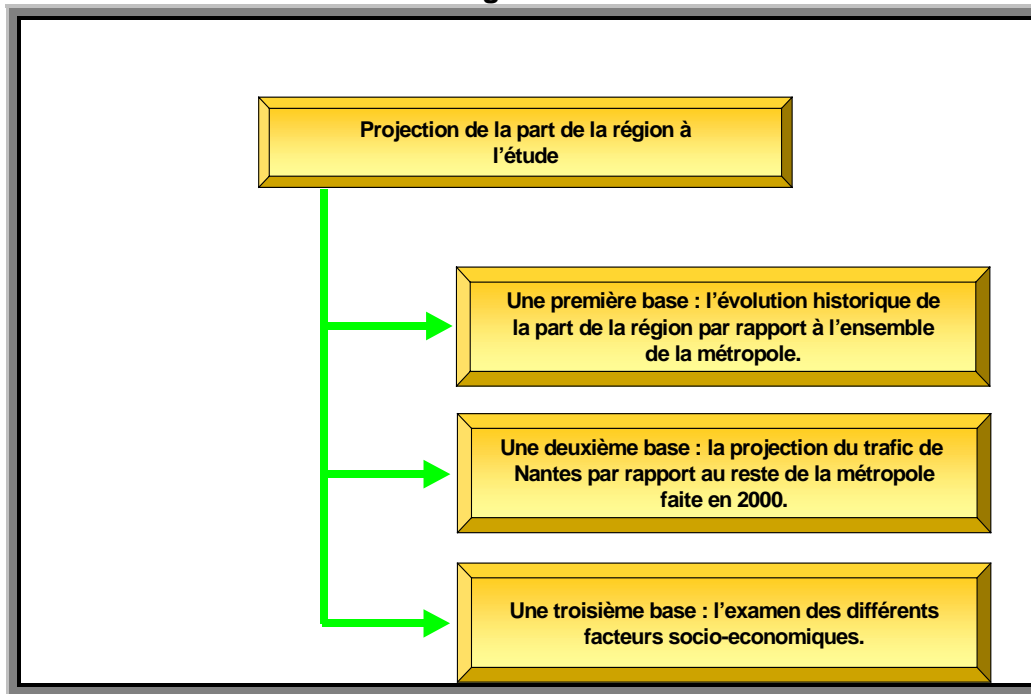 Projection de la part de la région à
l’étude
Une première base : l’évolution historique de
la part de la région par rapport à l’ensemble
de la métropole.
Une deuxième base : la projection du trafic de
Nantes par rapport au reste de la métropole
faite en 2000.
Une troisième base : l’examen des différents
facteurs socio-economiques.